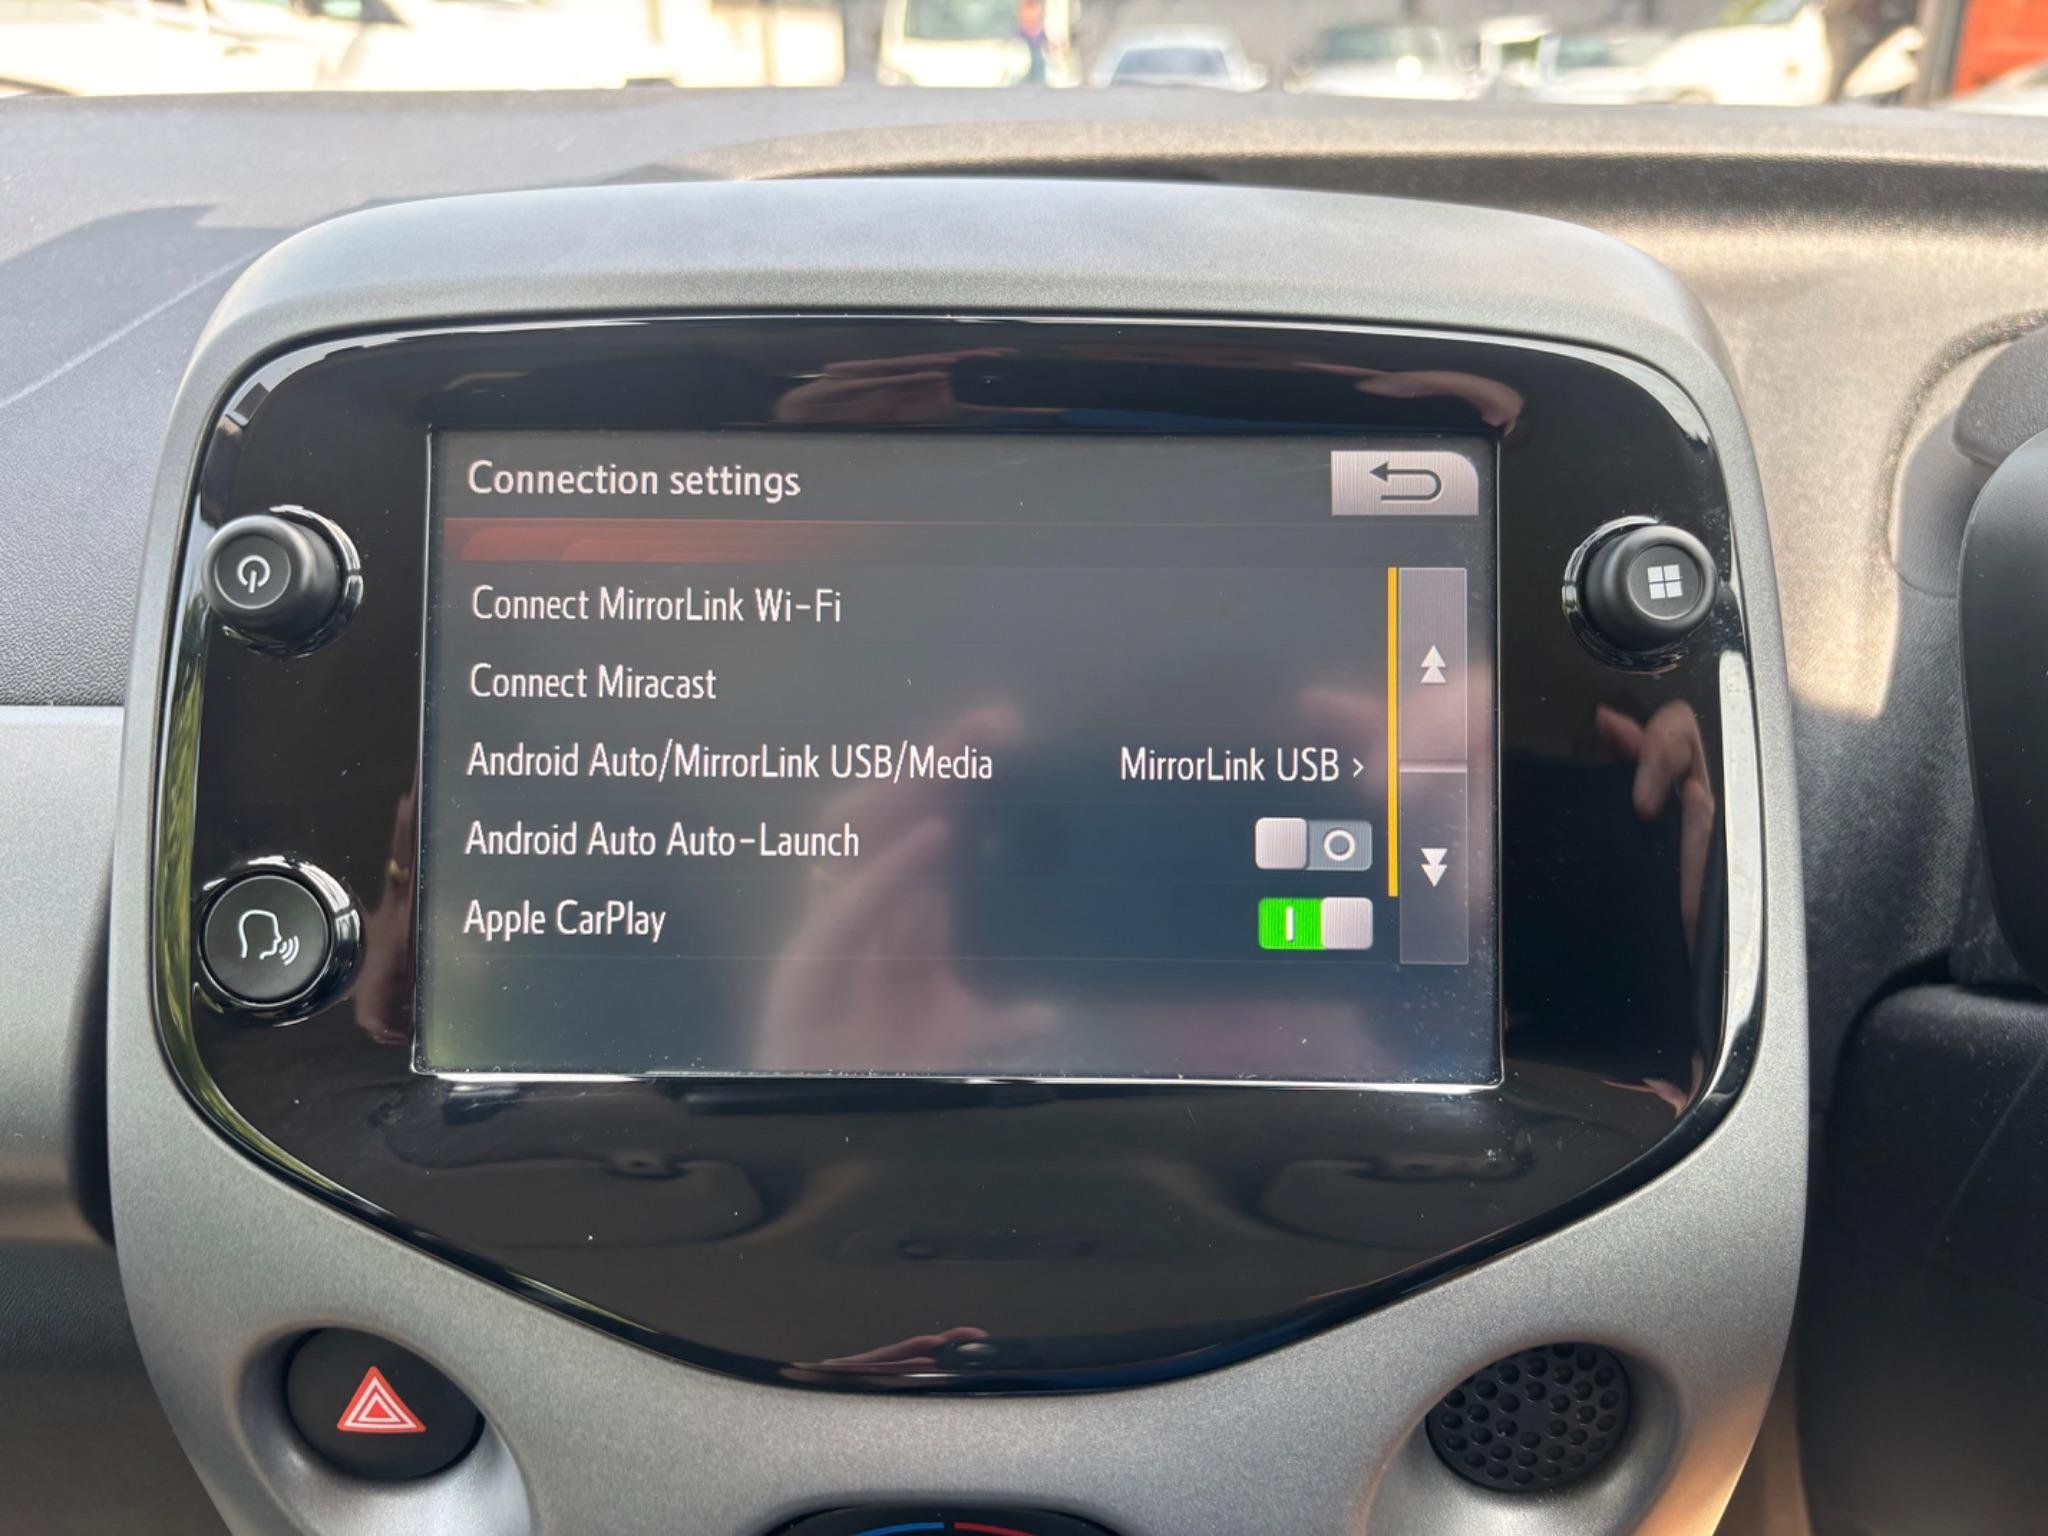 Connection settings
Connect MirrorLink Wi-Fi
Connect Miracast
Android Auto/MirrorLink USB/Media MirrorLink USB >
Android Auto Auto-Launch
Apple CarPlay